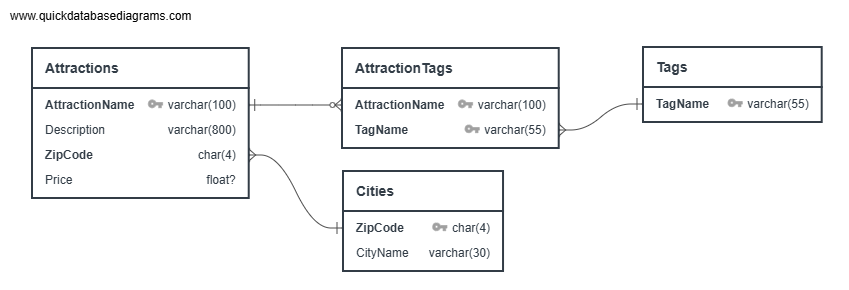 www.quickdatabasediagrams.com
Attractions
AttractionName varchar(100)
Description varchar(800)
ZipCode char(4)
Price float?
AttractionTags
AttractionName varchar(100)
TagName varchar(55)
Tags
TagName varchar(55)
Cities
ZipCode char(4)
CityName varchar(30)